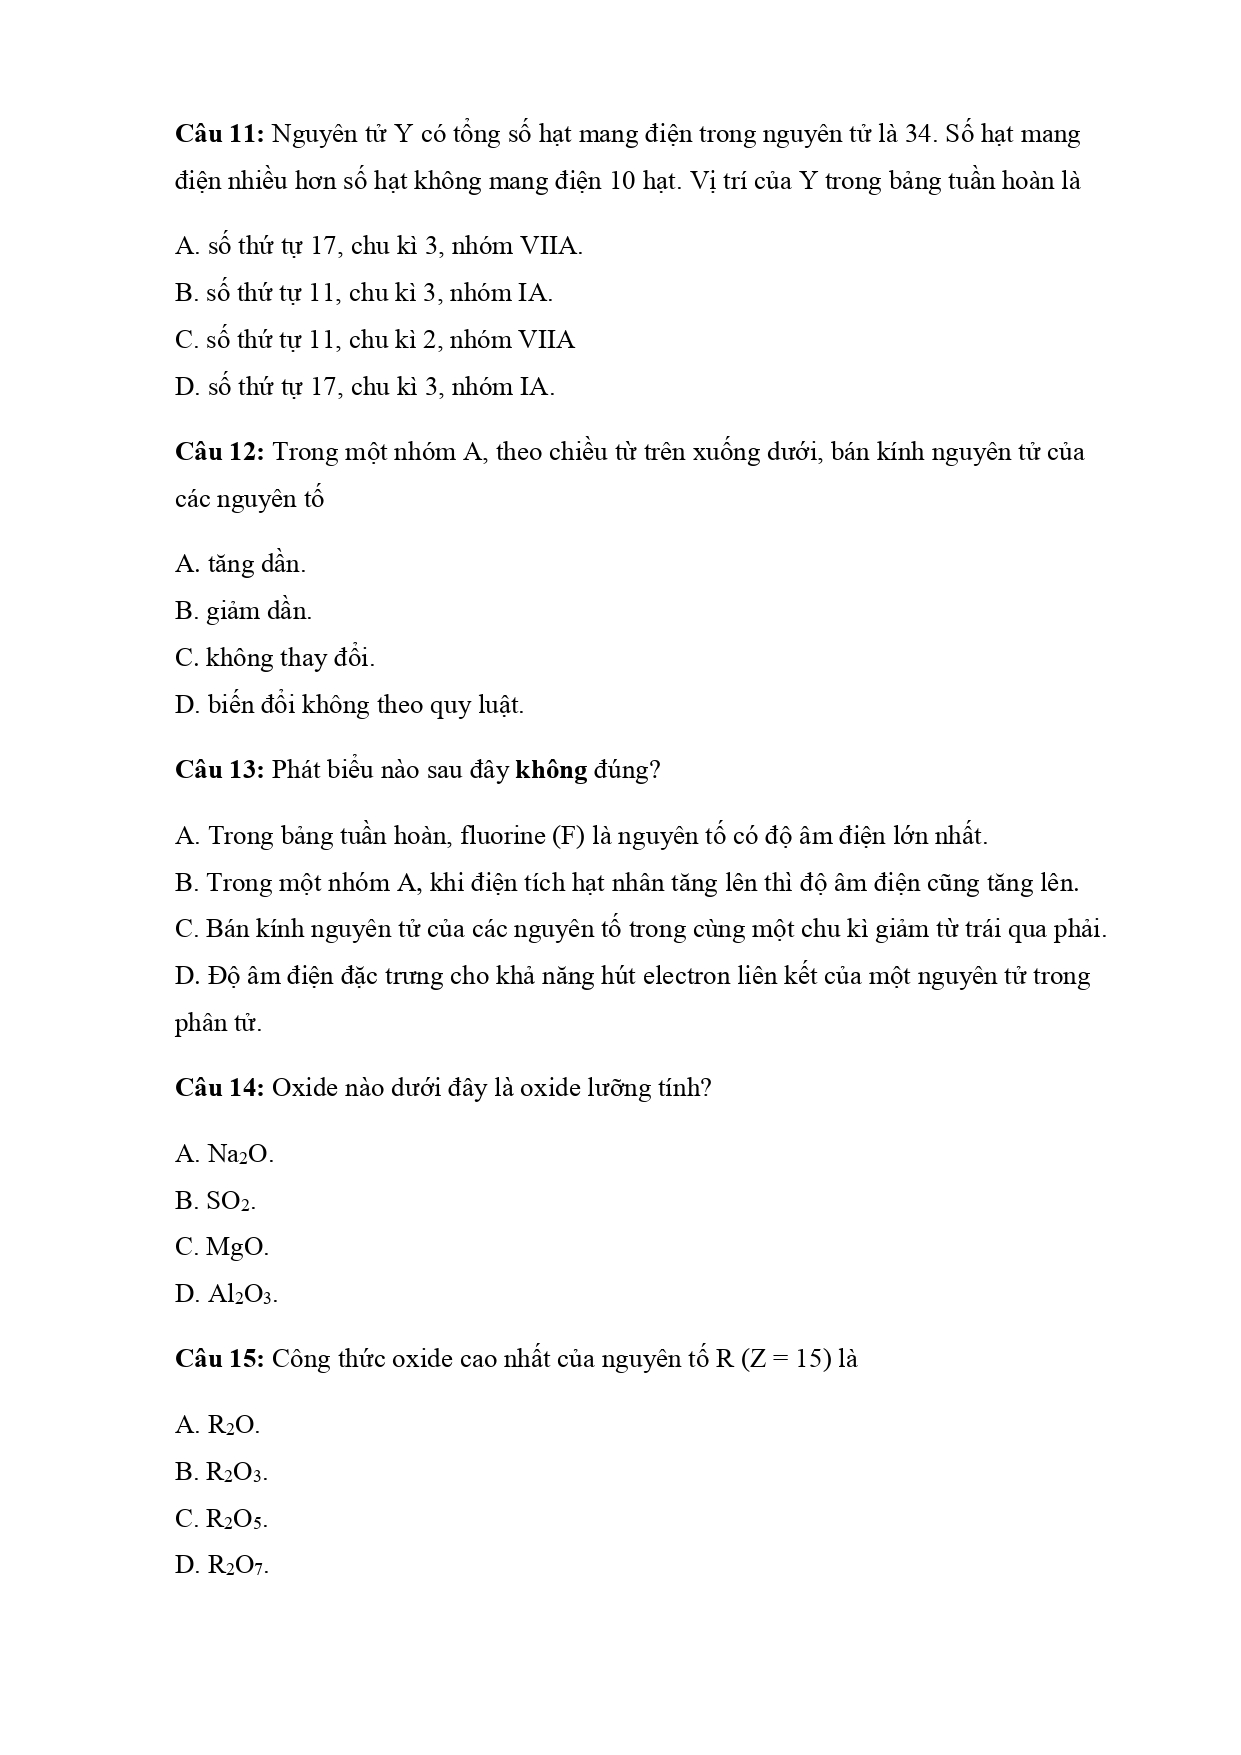 Câu 11: Nguyên tử Y có tổng số hạt mang điện trong nguyên tử là 34. Số hạt mang
điện nhiều hơn số hạt không mang điện 10 hạt. Vị trí của Y trong bảng tuần hoàn là
A. số thứ tự 17, chu kì 3, nhóm VIIA.
B. số thứ tự 11, chu kì 3, nhóm IA.
C. số thứ tự 11, chu kì 2, nhóm VIIA
D. số thứ tự 17, chu kì 3, nhóm IA.
Câu 12: Trong một nhóm A, theo chiều từ trên xuống dưới, bán kính nguyên tử của
các nguyên tố
A. tăng dần.
B. giảm dần.
C. không thay đổi.
D. biến đổi không theo quy luật.
Câu 13: Phát biểu nào sau đây không đúng?
A. Trong bảng tuần hoàn, fluorine (F) là nguyên tố có độ âm điện lớn nhất.
B. Trong một nhóm A, khi điện tích hạt nhân tăng lên thì độ âm điện cũng tăng lên.
C. Bán kính nguyên tử của các nguyên tố trong cùng một chu kì giảm từ trái qua phải.
D. Độ âm điện đặc trưng cho khả năng hút electron liên kết của một nguyên tử trong
phân tử.
Câu 14: Oxide nào dưới đây là oxide lưỡng tính?
A. Na₂O.
B. SO₂.
C. MgO.
D. Al₂O₃.
Câu 15: Công thức oxide cao nhất của nguyên tố R (Z = 15) là
A. R₂O.
B. R₂O₃.
C. R₂O₅.
D. R₂O₇.